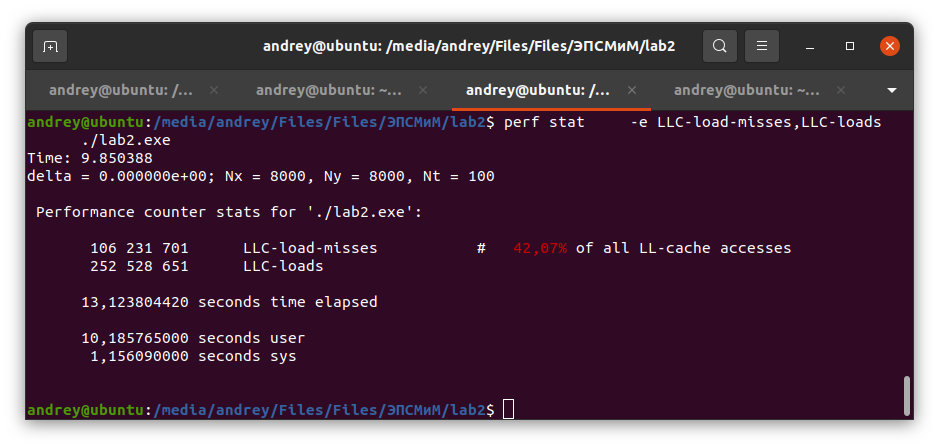 andrey@ubuntu: /media/andrey/Files/Files/ЭПСМиМ/lab2
andrey@ubuntu: /... × andrey@ubuntu: ~... × andrey@ubuntu: /... × andrey@ubuntu: ~... ×
andrey@ubuntu:/media/andrey/Files/Files/ЭПСМиМ/lab2$ perf stat     -e LLC-load-misses,LLC-loads
      ./lab2.exe
Time: 9.850388
delta = 0.000000e+00; Nx = 8000, Ny = 8000, Nt = 100
 Performance counter stats for './lab2.exe':
       106 231 701      LLC-load-misses           #   42,07% of all LL-cache accesses
       252 528 651      LLC-loads
      13,123804420 seconds time elapsed
      10,185765000 seconds user
       1,156090000 seconds sys
andrey@ubuntu:/media/andrey/Files/Files/ЭПСМиМ/lab2$